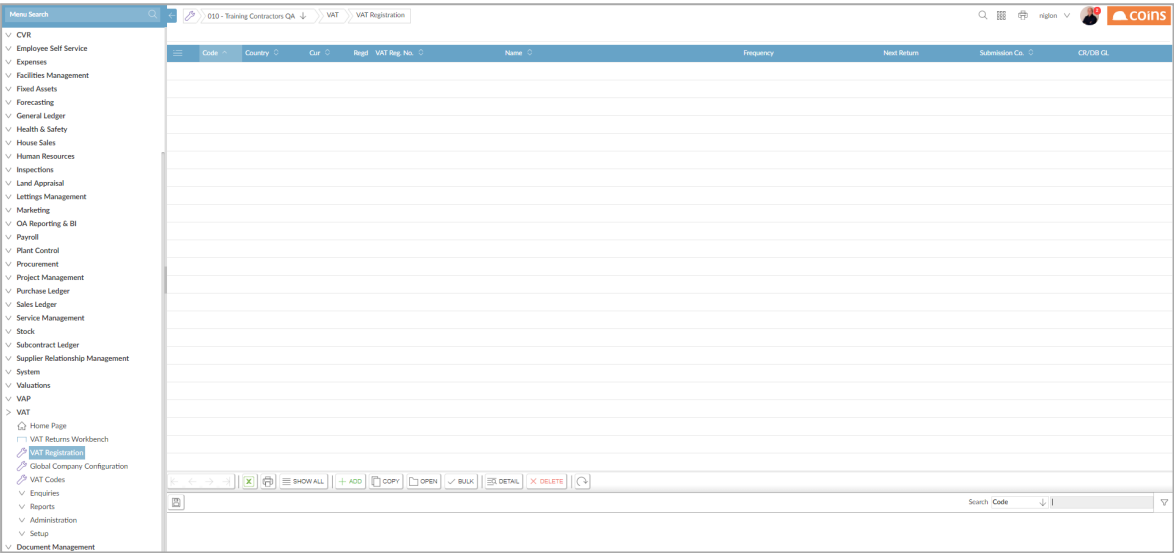 Menu Search
010 - Training Contractors QA
VAT
VAT Registration
niglon
2
coins
CVR
Employee Self Service
Expenses
Facilities Management
Fixed Assets
Forecasting
General Ledger
Health & Safety
House Sales
Human Resources
Inspections
Land Appraisal
Lettings Management
Marketing
OA Reporting & BI
Payroll
Plant Control
Procurement
Project Management
Purchase Ledger
Sales Ledger
Service Management
Stock
Subcontract Ledger
Supplier Relationship Management
System
Valuations
VAP
VAT
Home Page
VAT Returns Workbench
VAT Registration
Global Company Configuration
VAT Codes
Enquiries
Reports
Administration
Setup
Document Management
Code Country Cur Regd VAT Reg. No. Name Frequency Next Return Submission Co. CR/DB GL
SHOW ALL ADD COPY OPEN BULK DETAIL DELETE
Search Code